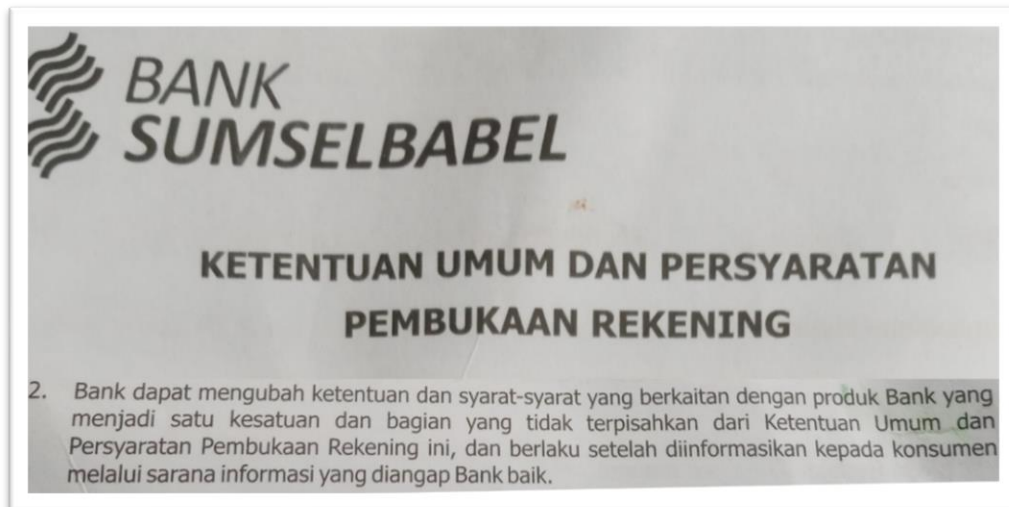 BANK
SUMSELBABEL
KETENTUAN UMUM DAN PERSYARATAN
PEMBUKAAN REKENING
2. Bank dapat mengubah ketentuan dan syarat-syarat yang berkaitan dengan produk Bank yang
menjadi satu kesatuan dan bagian yang tidak terpisahkan dari Ketentuan Umum dan
Persyaratan Pembukaan Rekening ini, dan berlaku setelah diinformasikan kepada konsumen
melalui sarana informasi yang diangap Bank baik.